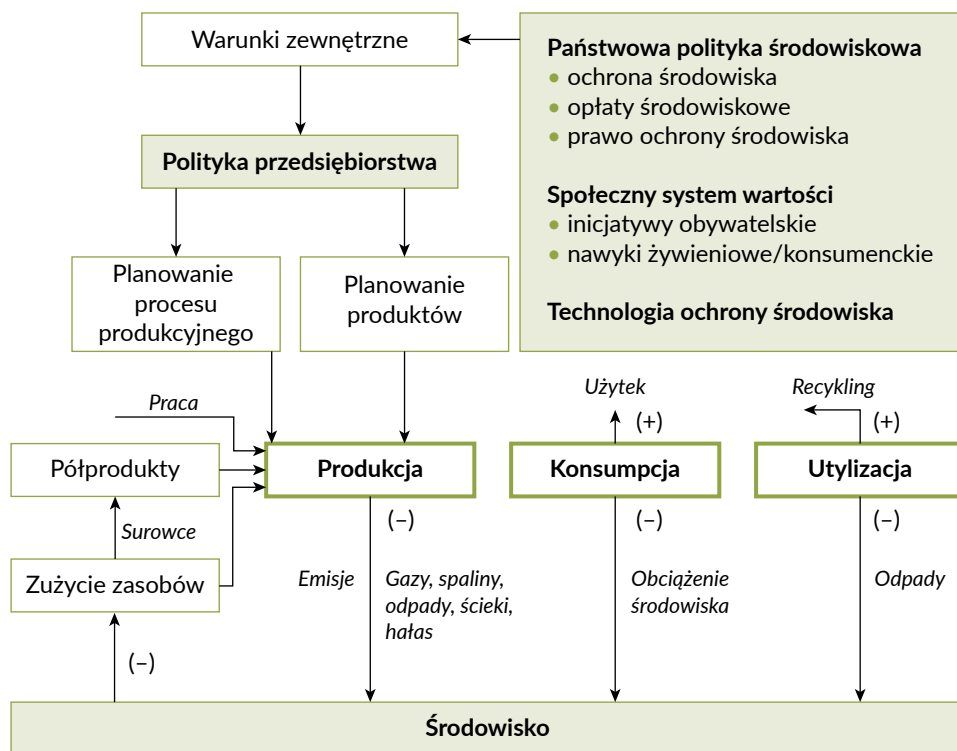 Warunki zewnętrzne
Państwowa polityka środowiskowa
• ochrona środowiska
• opłaty środowiskowe
• prawo ochrony środowiska
Społeczny system wartości
• inicjatywy obywatelskie
• nawyki żywieniowe/konsumenckie
Technologia ochrony środowiska
Polityka przedsiębiorstwa
Planowanie
procesu
produkcyjnego
Planowanie
produktów
Praca
Użytek
(+)
Recykling
(+)
Półprodukty
Produkcja
Konsumpcja
Utylizacja
Surowce
(–)
(–)
(–)
Zużycie zasobów
Emisje
Gazy, spaliny,
odpady, ścieki,
hałas
Obciążenie
środowiska
Odpady
(–)
Środowisko